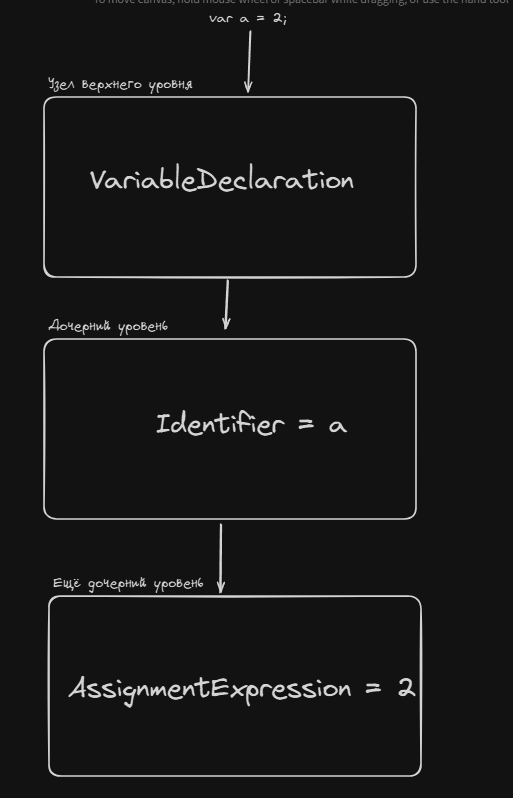 To move canvas, hold mouse wheel or spacebar while dragging, or use the hand tool
var a = 2;
Узел верхнего уровня
VariableDeclaration
Дочерний уровень
Identifier = a
Ещё дочерний уровень
AssignmentExpression = 2